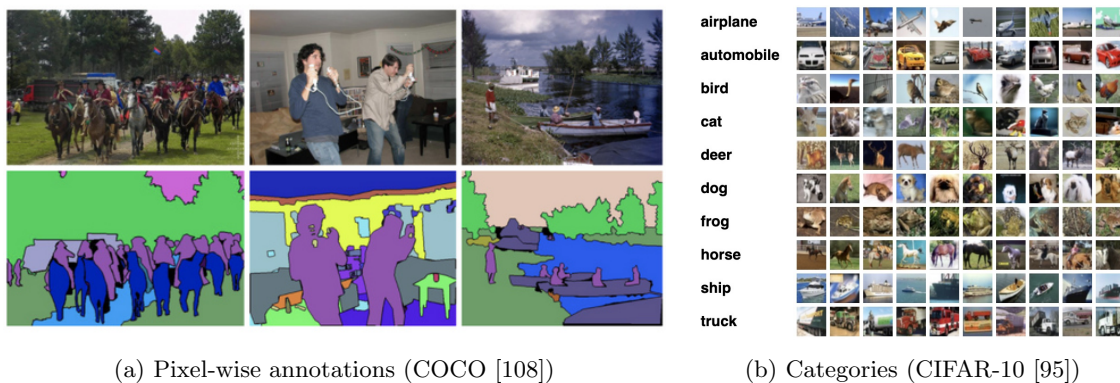 airplane
automobile
bird
cat
deer
dog
frog
horse
ship
truck
(a) Pixel-wise annotations (COCO [108])
(b) Categories (CIFAR-10 [95])